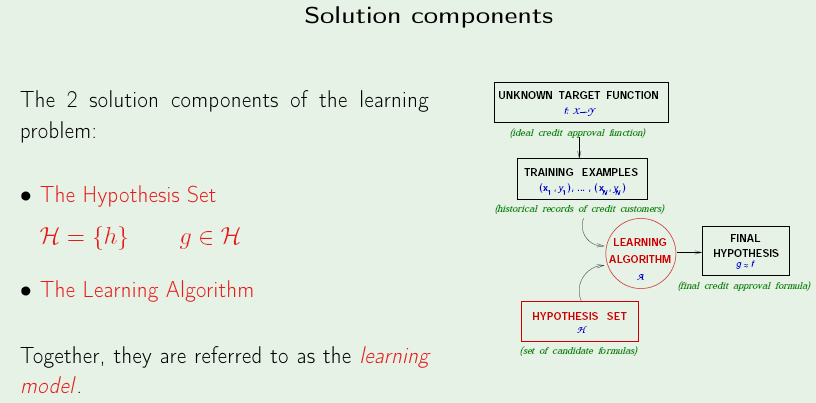 Solution components
The 2 solution components of the learning
problem:
• The Hypothesis Set
ℋ = {h}   g ∈ ℋ
• The Learning Algorithm
Together, they are referred to as the learning
model.
UNKNOWN TARGET FUNCTION
f: 𝒳→𝒴
(ideal credit approval function)
TRAINING EXAMPLES
(x₁, y₁), ... , (x_N, y_N)
(historical records of credit customers)
LEARNING
ALGORITHM
𝒜
FINAL
HYPOTHESIS
g ≈ f
(final credit approval formula)
HYPOTHESIS SET
ℋ
(set of candidate formulas)